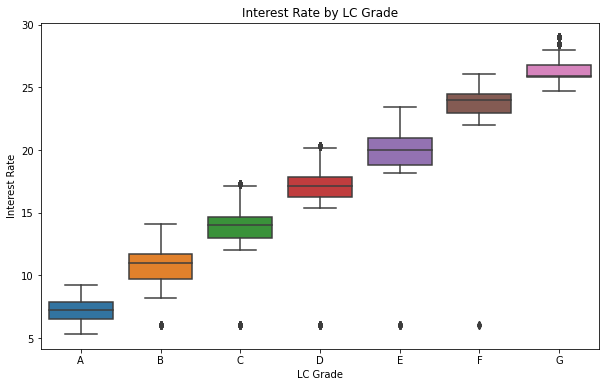 Interest Rate by LC Grade
30
25
20
15
10
5
Interest Rate
A B C D E F G
LC Grade